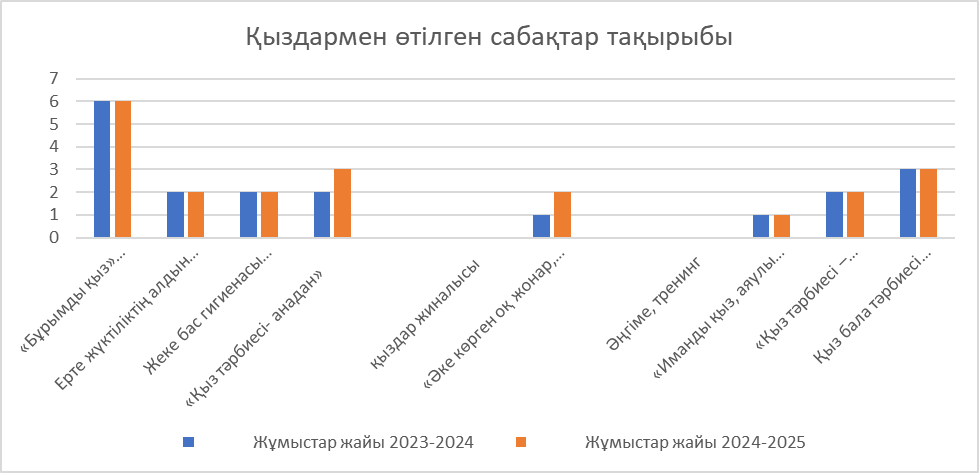 Қыздармен өтілген сабақтар тақырыбы
7
6
5
4
3
2
1
0
«Бұрымды қыз»...
Ерте жүктіліктің алдын...
Жеке бас гигиенасы...
«Қыз тәрбиесі- анадан»
қыздар жиналысы
«Әке көрген оқ жонар,...
Әңгіме, тренинг
«Иманды қыз, аяулы...
«Қыз тәрбиесі –...
Қыз бала тәрбиесі...
Жұмыстар жайы 2023-2024
Жұмыстар жайы 2024-2025